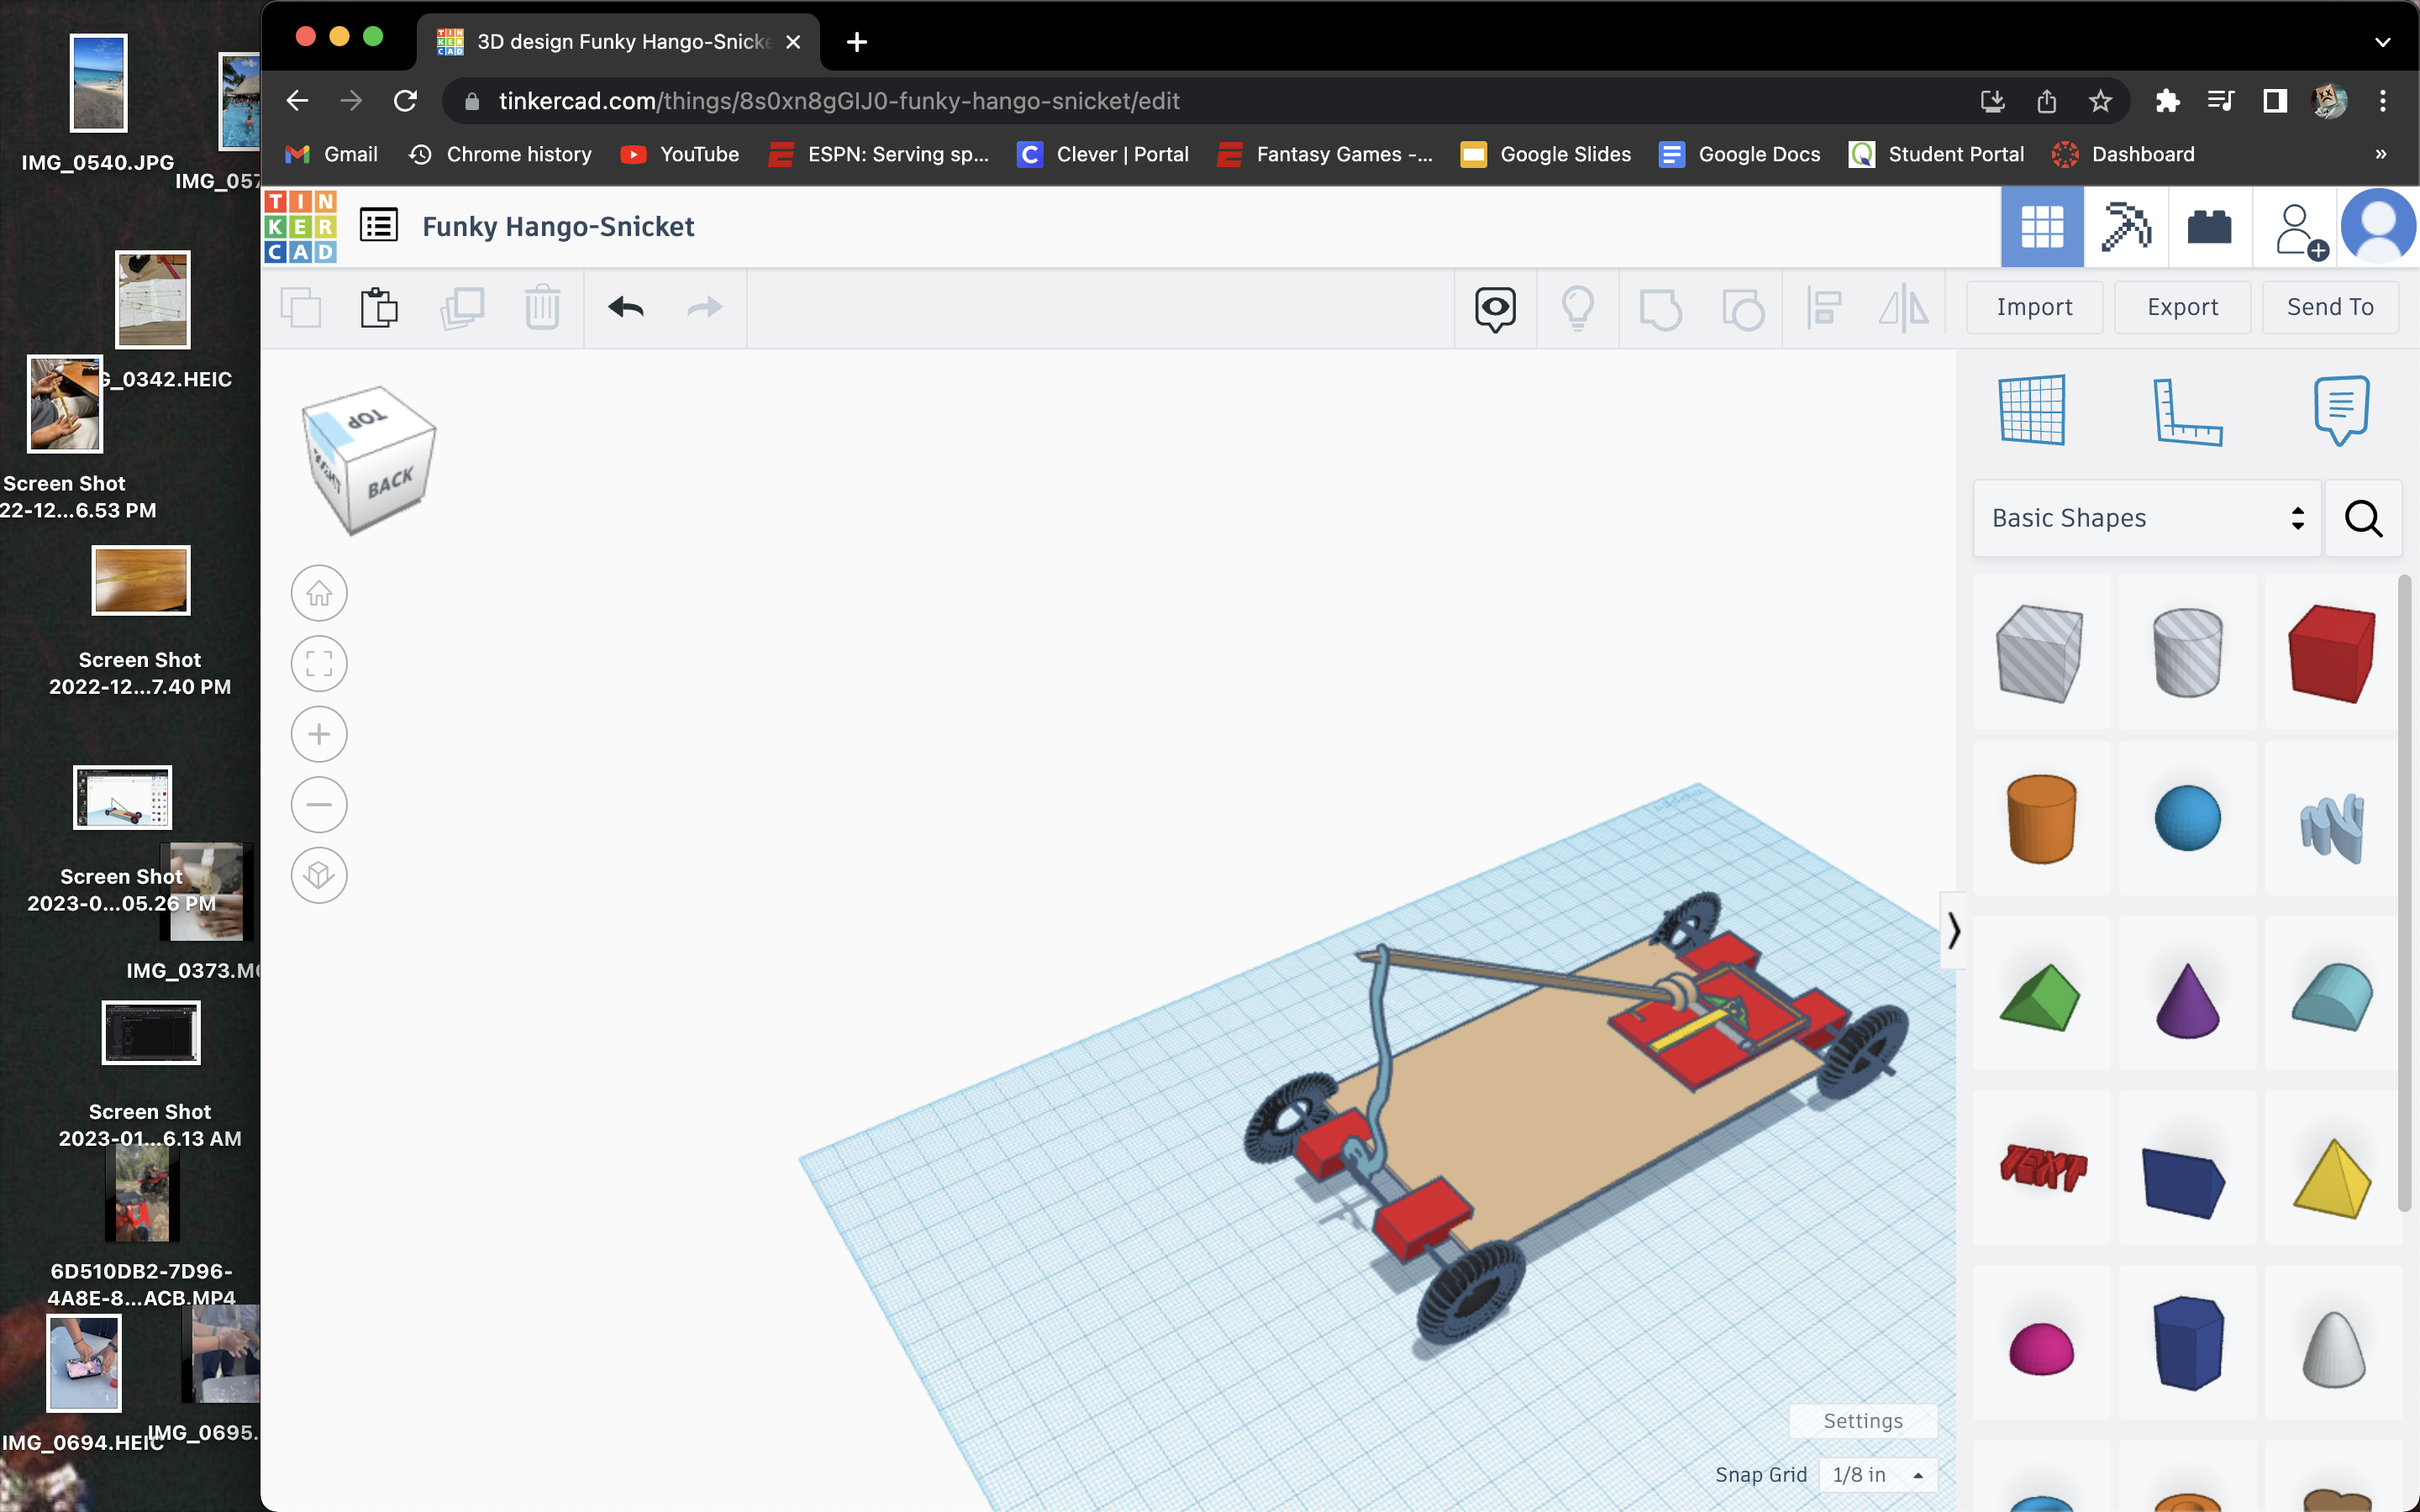 3D design Funky Hango-Snicke
tinkercad.com/things/8s0xn8gGIJ0-funky-hango-snicket/edit
Gmail
Chrome history
YouTube
ESPN: Serving sp...
Clever | Portal
Fantasy Games -...
Google Slides
Google Docs
Student Portal
Dashboard
»
TIN
KER
CAD
Funky Hango-Snicket
Import
Export
Send To
TOP
RIGHT
BACK
Basic Shapes
TEXT
Settings
Snap Grid
1/8 in
IMG_0540.JPG
IMG_057
G_0342.HEIC
Screen Shot
22-12...6.53 PM
Screen Shot
2022-12...7.40 PM
Screen Shot
2023-0...05.26 PM
IMG_0373.M
Screen Shot
2023-01...6.13 AM
6D510DB2-7D96-
4A8E-8...ACB.MP4
IMG_0694.HEIC
IMG_0695.